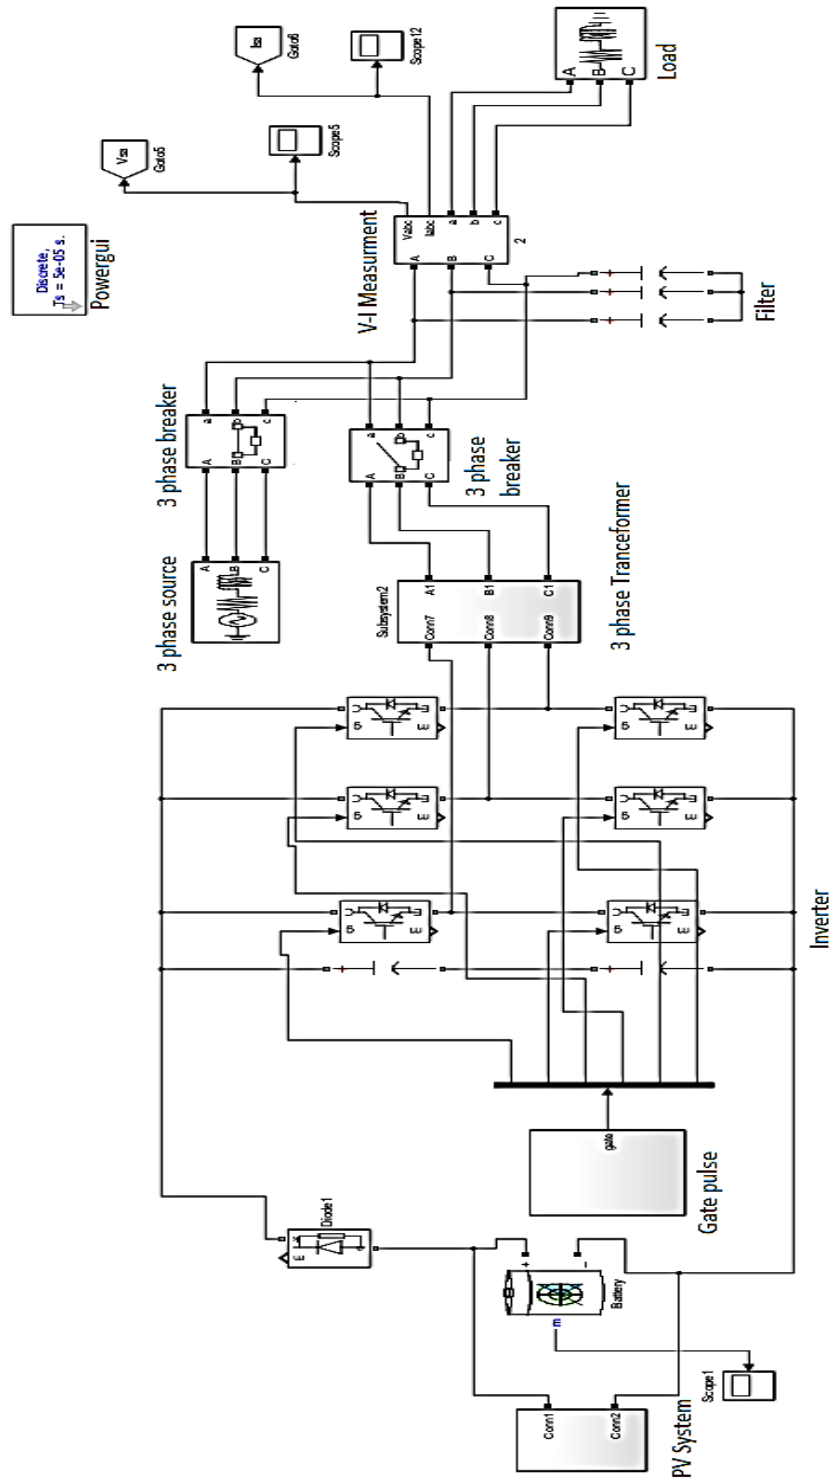 Discrete,
Ts = 5e-05 s.
Powergui
Vsa
Goto5
Isa
Goto6
Scope5
Scope12
3 phase source
A
B
C
3 phase breaker
A
B
C
a
b
c
V-I Measurment
A
B
C
Vabc
Iabc
a
b
c
2
Load
A
B
C
3 phase
breaker
A
B
C
a
b
c
Subsystem2
Conn7
Conn8
Conn9
A1
B1
C1
3 phase Tranceformer
Filter
+
+
+
Diode1
+
+
g
C
E
g
C
E
g
C
E
g
C
E
g
C
E
g
C
E
Inverter
gate
Gate pulse
+
-
m
Battery
Conn1
Conn2
PV System
Scope1